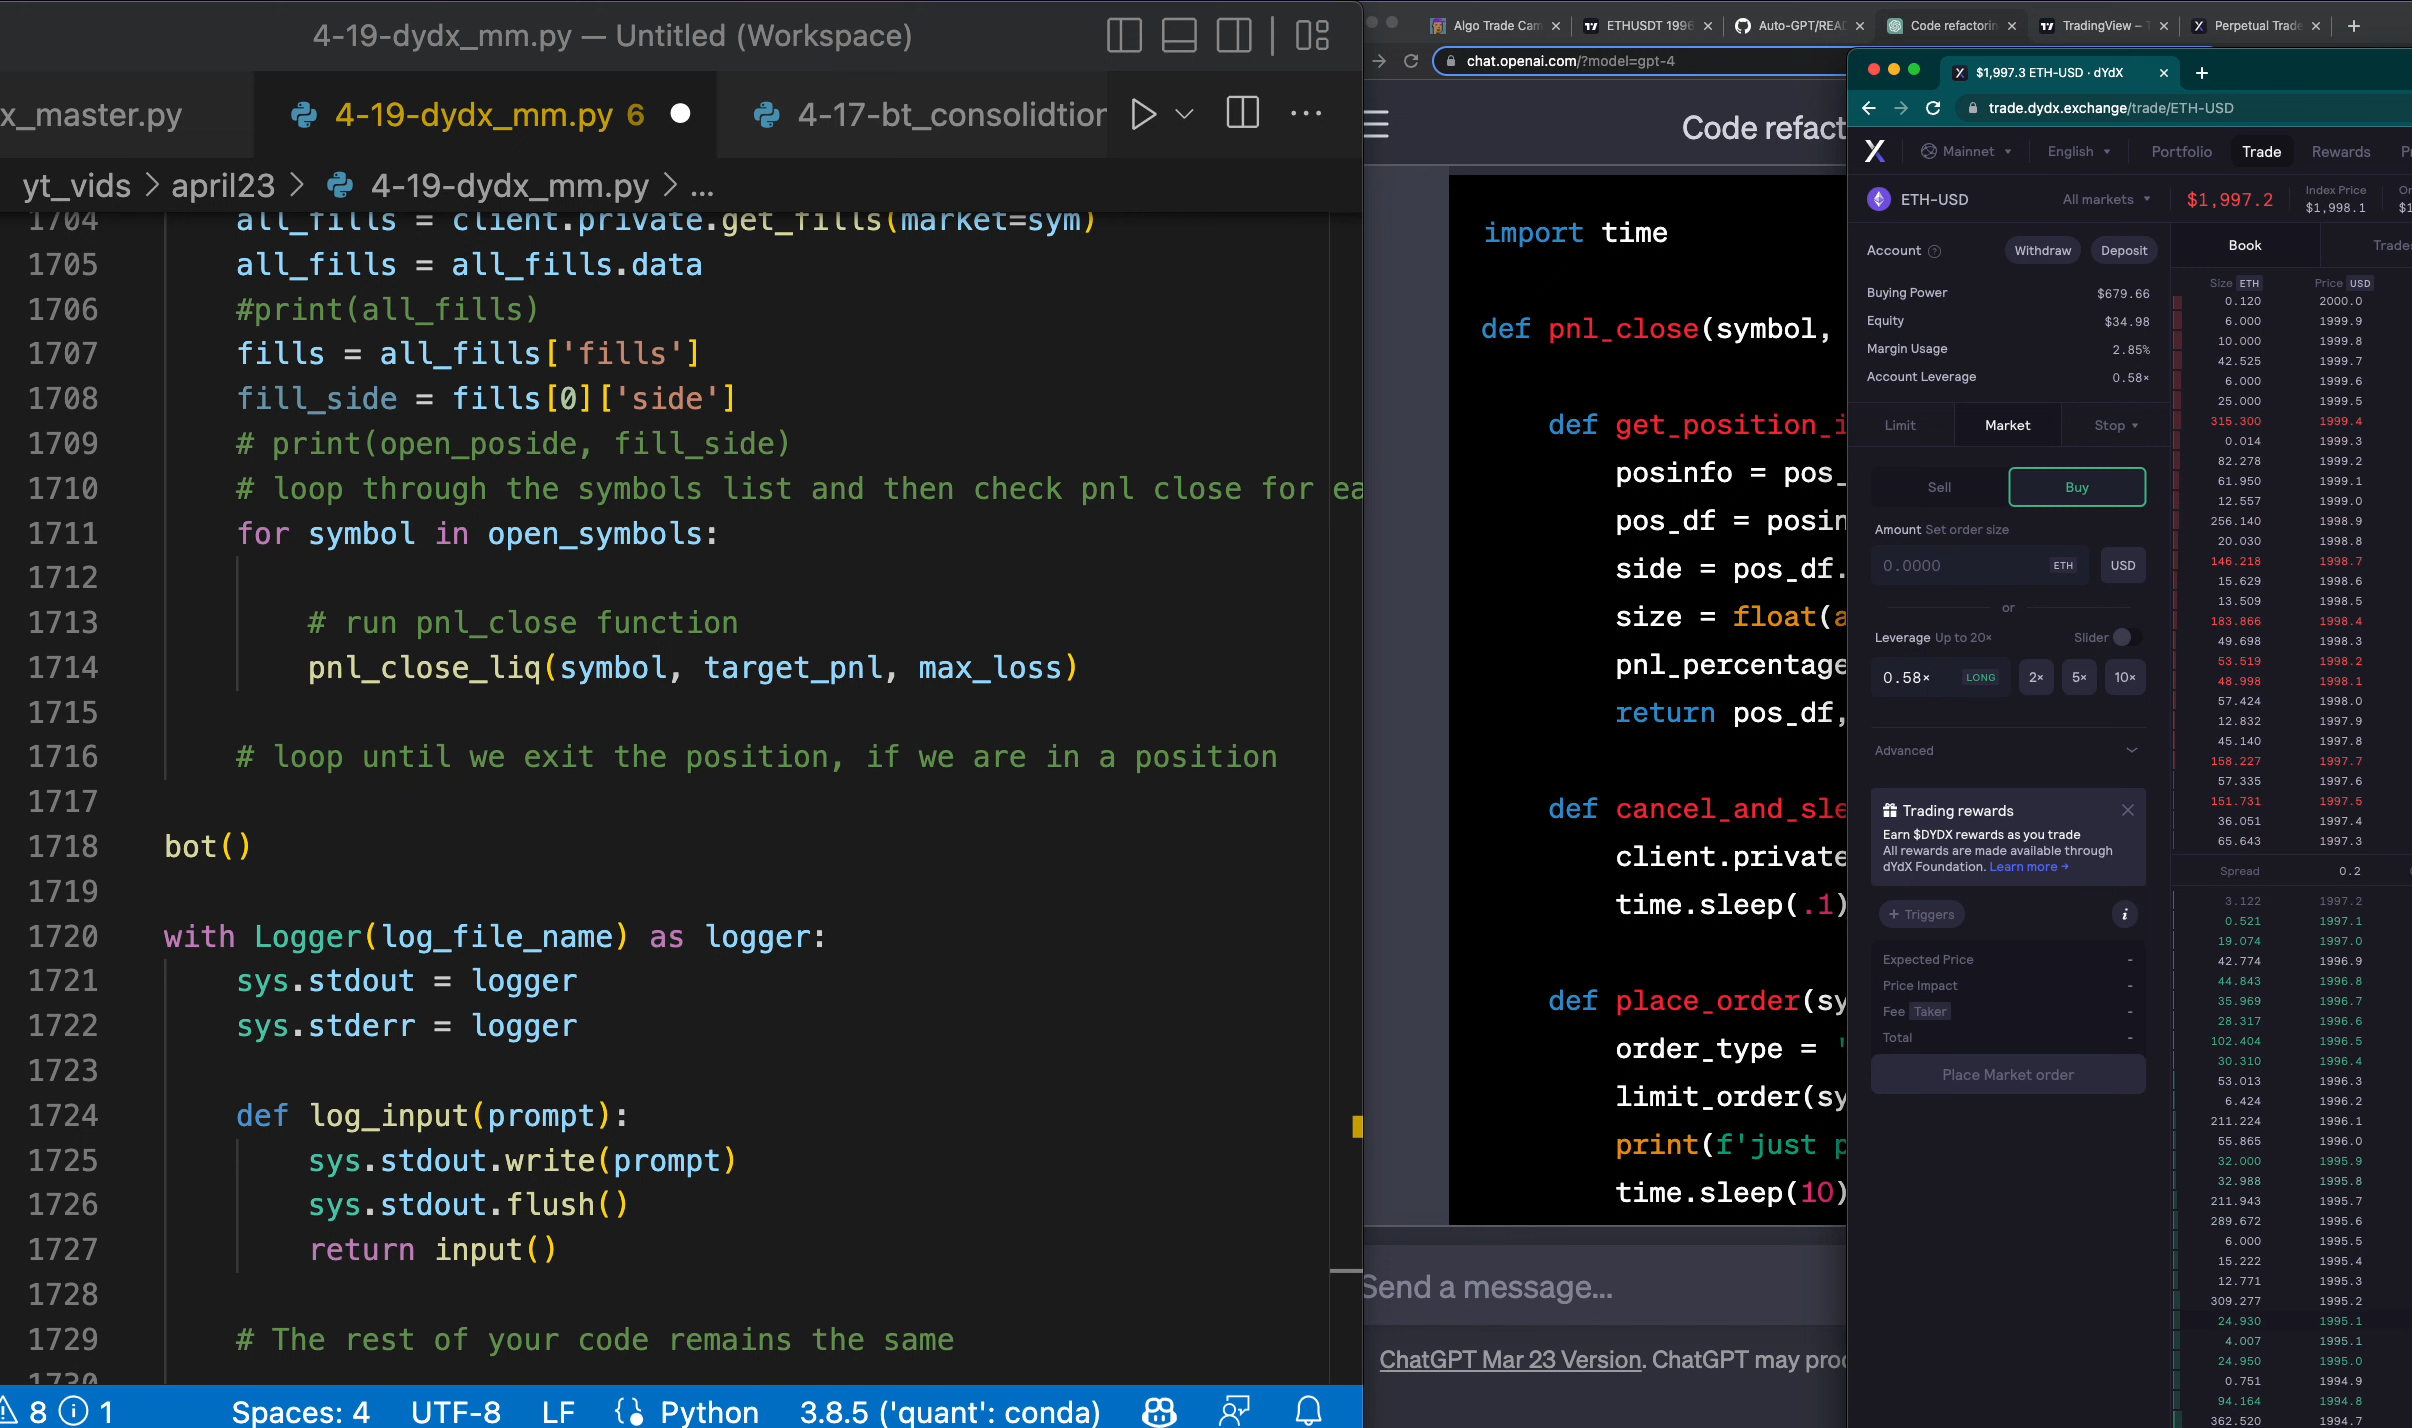 4-19-dydx_mm.py — Untitled (Workspace)
x_master.py
4-19-dydx_mm.py 6
4-17-bt_consolidtior
yt_vids > april23 > 4-19-dydx_mm.py > ...
1704 all_fills = client.private.get_fills(market=sym)
1705 all_fills = all_fills.data
1706 #print(all_fills)
1707 fills = all_fills['fills']
1708 fill_side = fills[0]['side']
1709 # print(open_poside, fill_side)
1710 # loop through the symbols list and then check pnl close for ea
1711 for symbol in open_symbols:
1712
1713 # run pnl_close function
1714 pnl_close_liq(symbol, target_pnl, max_loss)
1715
1716 # loop until we exit the position, if we are in a position
1717
1718 bot()
1719
1720 with Logger(log_file_name) as logger:
1721 sys.stdout = logger
1722 sys.stderr = logger
1723
1724 def log_input(prompt):
1725 sys.stdout.write(prompt)
1726 sys.stdout.flush()
1727 return input()
1728
1729 # The rest of your code remains the same
1730
8 1 Spaces: 4 UTF-8 LF Python 3.8.5 ('quant': conda)
Algo Trade Cam
ETHUSDT 1996
Auto-GPT/REA
Code refactorin
TradingView – T
Perpetual Trade
chat.openai.com/?model=gpt-4
Code refact
import time
def pnl_close(symbol,
def get_position_i
posinfo = pos_
pos_df = posin
side = pos_df.
size = float(a
pnl_percentage
return pos_df,
def cancel_and_sle
client.private
time.sleep(.1)
def place_order(sy
order_type = '
limit_order(sy
print(f'just p
time.sleep(10)
Send a message...
ChatGPT Mar 23 Version. ChatGPT may proc
$1,997.3 ETH-USD · dYdX
trade.dydx.exchange/trade/ETH-USD
Mainnet English Portfolio Trade Rewards
ETH-USD All markets $1,997.2
Index Price
$1,998.1
Account Withdraw Deposit
Buying Power $679.66
Equity $34.98
Margin Usage 2.85%
Account Leverage 0.58×
Limit Market Stop
Sell Buy
Amount Set order size
0.0000 ETH USD
or
Leverage Up to 20× Slider
0.58× LONG 2× 5× 10×
Advanced
Trading rewards
Earn $DYDX rewards as you trade
All rewards are made available through
dYdX Foundation. Learn more →
+ Triggers i
Expected Price -
Price Impact -
Fee Taker -
Total -
Place Market order
Book Trade
Size ETH Price USD
0.120 2000.0
6.000 1999.9
10.000 1999.8
42.525 1999.7
6.000 1999.6
25.000 1999.5
315.300 1999.4
0.014 1999.3
82.278 1999.2
61.950 1999.1
12.557 1999.0
256.140 1998.9
20.030 1998.8
146.218 1998.7
15.629 1998.6
13.509 1998.5
183.866 1998.4
49.698 1998.3
53.519 1998.2
48.998 1998.1
57.424 1998.0
12.832 1997.9
45.140 1997.8
158.227 1997.7
57.335 1997.6
151.731 1997.5
36.051 1997.4
65.643 1997.3
Spread 0.2
3.122 1997.2
0.521 1997.1
19.074 1997.0
42.774 1996.9
44.843 1996.8
35.969 1996.7
28.317 1996.6
102.404 1996.5
30.310 1996.4
53.013 1996.3
6.424 1996.2
211.224 1996.1
55.865 1996.0
32.000 1995.9
32.988 1995.8
211.943 1995.7
289.672 1995.6
6.000 1995.5
15.222 1995.4
12.771 1995.3
309.277 1995.2
24.930 1995.1
4.007 1995.1
24.950 1995.0
0.751 1994.9
94.164 1994.8
362.520 1994.7